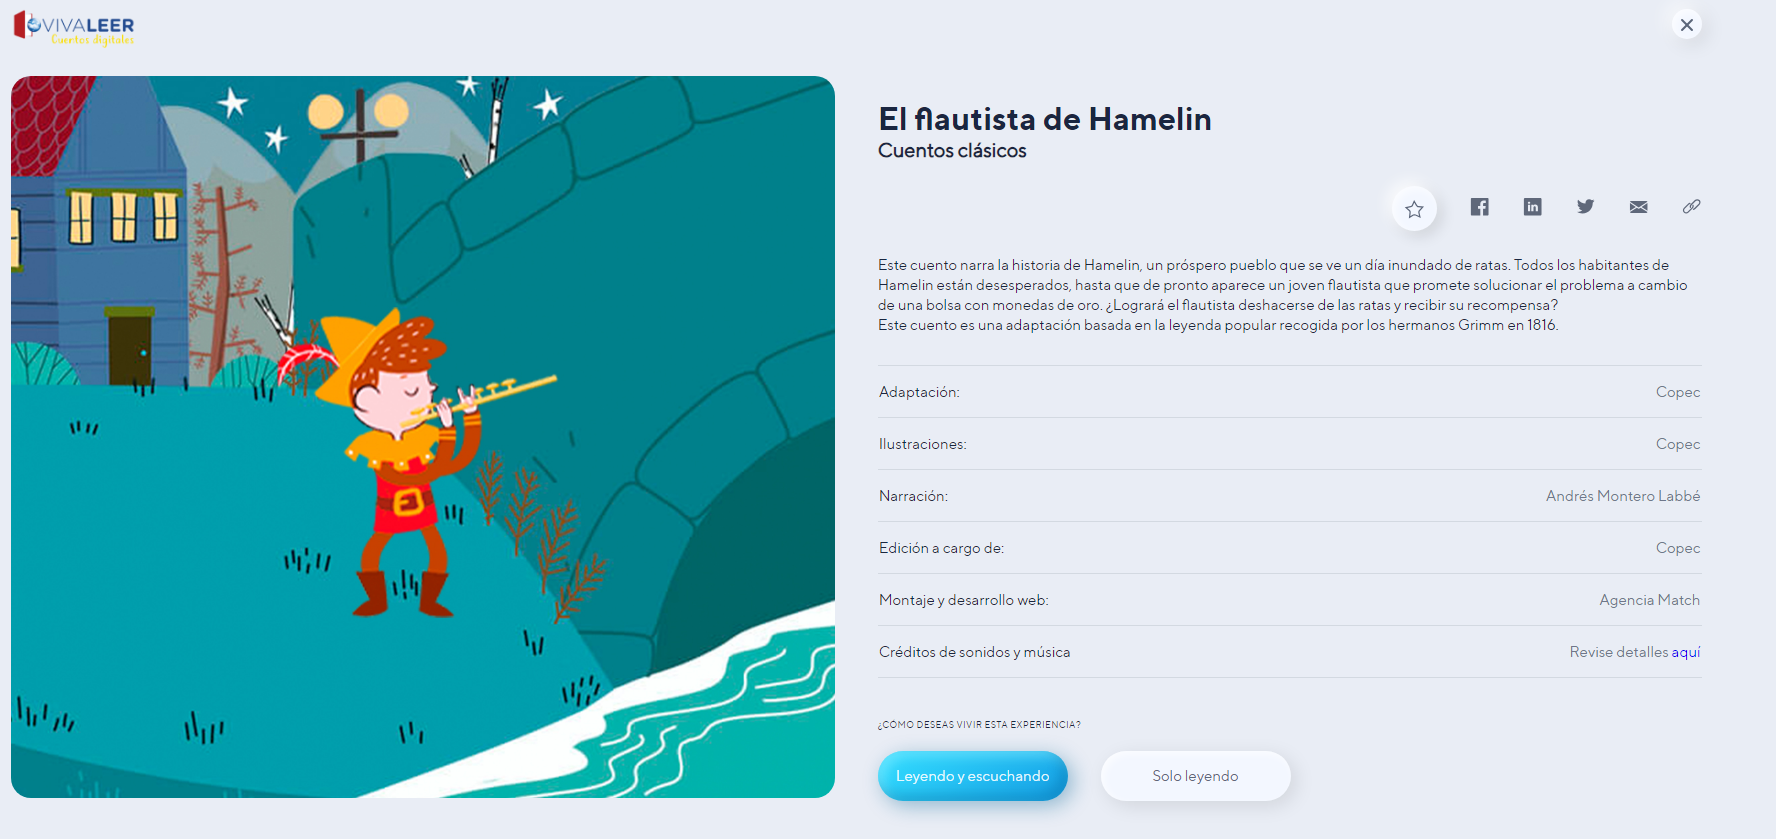 VIVALEER
Cuentos digitales
El flautista de Hamelin
Cuentos clásicos
Este cuento narra la historia de Hamelin, un próspero pueblo que se ve un día inundado de ratas. Todos los habitantes de
Hamelin están desesperados, hasta que de pronto aparece un joven flautista que promete solucionar el problema a cambio
de una bolsa con monedas de oro. ¿Logrará el flautista deshacerse de las ratas y recibir su recompensa?
Este cuento es una adaptación basada en la leyenda popular recogida por los hermanos Grimm en 1816.
Adaptación: Copec
Ilustraciones: Copec
Narración: Andrés Montero Labbé
Edición a cargo de: Copec
Montaje y desarrollo web: Agencia Match
Créditos de sonidos y música Revise detalles aquí
¿CÓMO DESEAS VIVIR ESTA EXPERIENCIA?
Leyendo y escuchando Solo leyendo